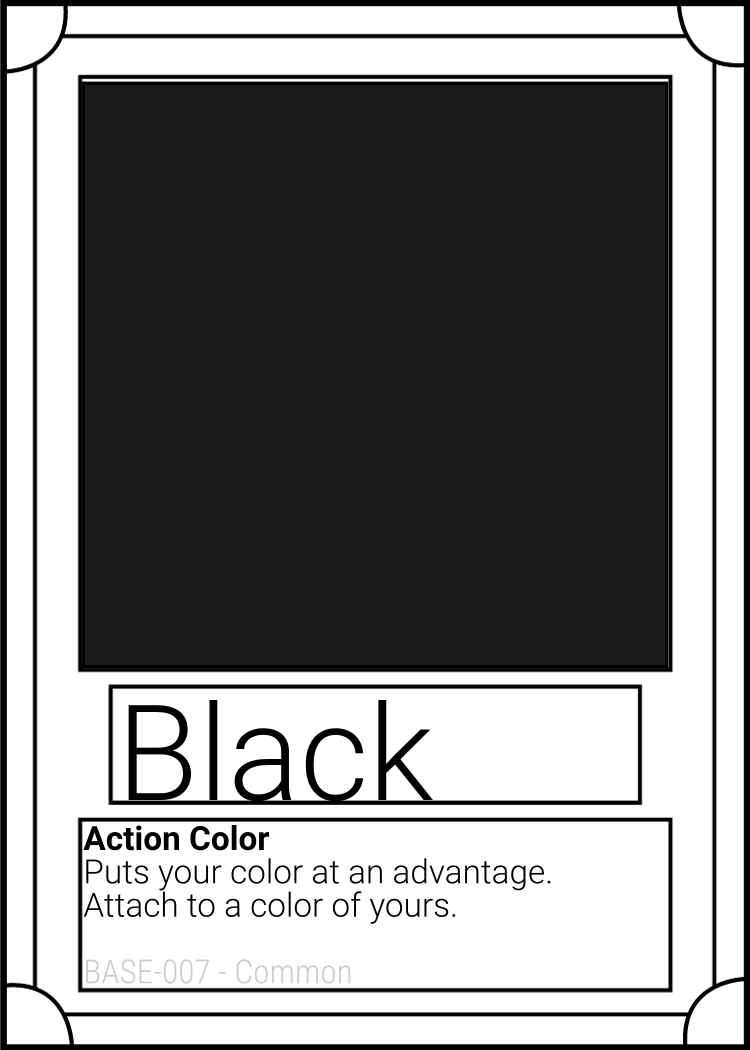 Black
Action Color
Puts your color at an advantage.
Attach to a color of yours.
BASE-007 - Common